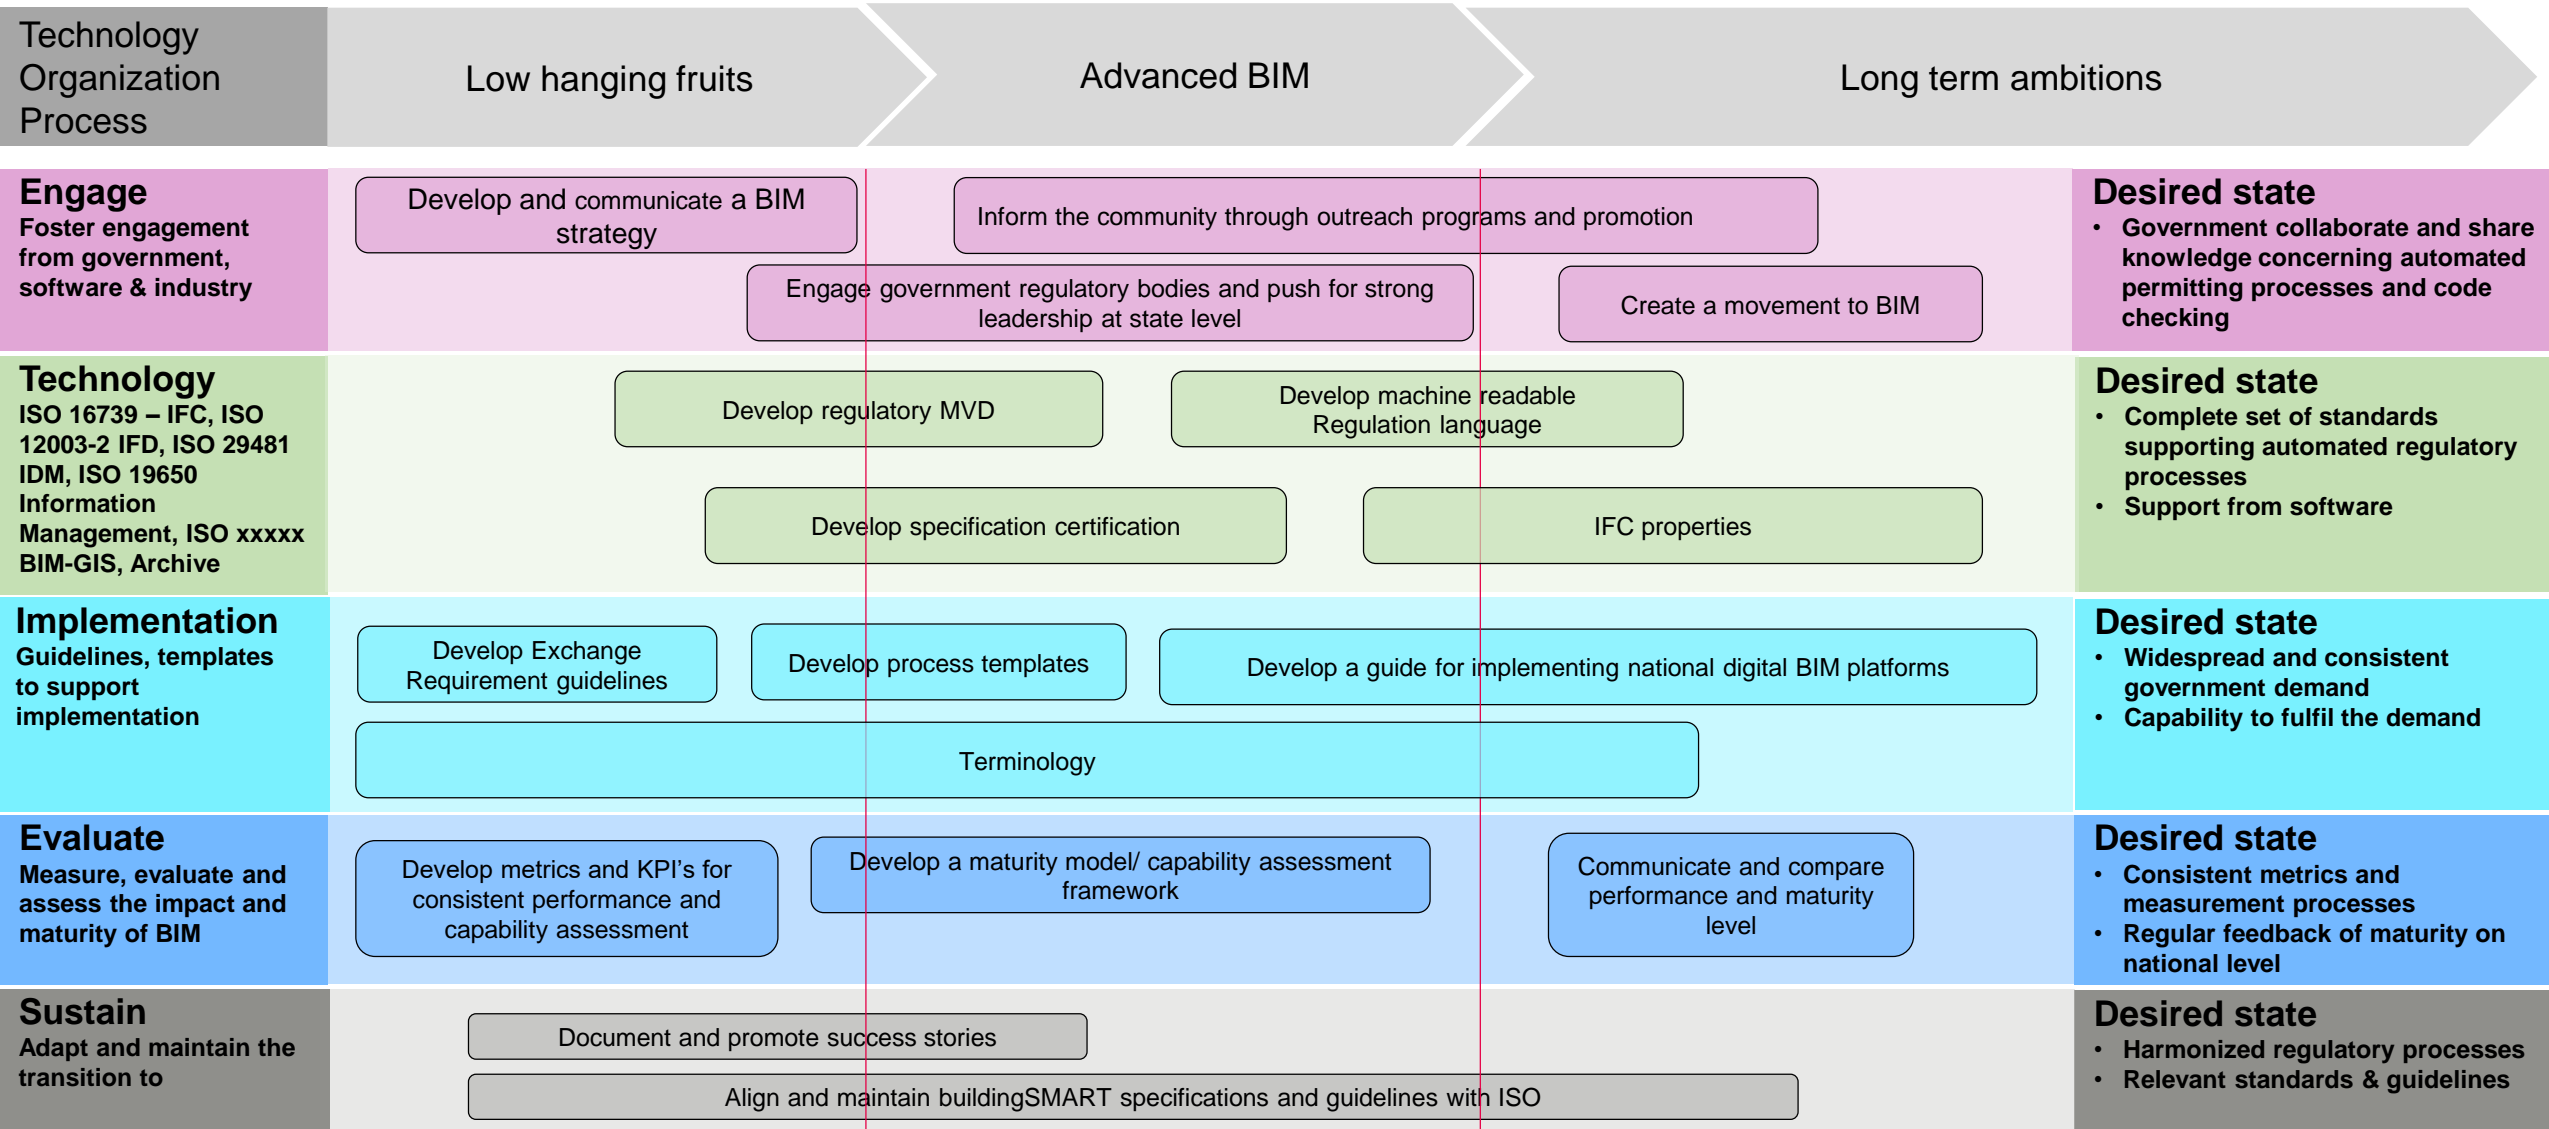 Technology
Organization
Process
Low hanging fruits
Advanced BIM
Long term ambitions
Engage
Foster engagement
from government,
software & industry
Develop and communicate a BIM
strategy
Inform the community through outreach programs and promotion
Engage government regulatory bodies and push for strong
leadership at state level
Create a movement to BIM
Desired state
• Government collaborate and share
knowledge concerning automated
permitting processes and code
checking
Technology
ISO 16739 – IFC, ISO
12003-2 IFD, ISO 29481
IDM, ISO 19650
Information
Management, ISO xxxxx
BIM-GIS, Archive
Develop regulatory MVD
Develop machine readable
Regulation language
Develop specification certification
IFC properties
Desired state
• Complete set of standards
supporting automated regulatory
processes
• Support from software
Implementation
Guidelines, templates
to support
implementation
Develop Exchange
Requirement guidelines
Develop process templates
Develop a guide for implementing national digital BIM platforms
Terminology
Desired state
• Widespread and consistent
government demand
• Capability to fulfil the demand
Evaluate
Measure, evaluate and
assess the impact and
maturity of BIM
Develop metrics and KPI's for
consistent performance and
capability assessment
Develop a maturity model/ capability assessment
framework
Communicate and compare
performance and maturity
level
Desired state
• Consistent metrics and
measurement processes
• Regular feedback of maturity on
national level
Sustain
Adapt and maintain the
transition to
Document and promote success stories
Align and maintain buildingSMART specifications and guidelines with ISO
Desired state
• Harmonized regulatory processes
• Relevant standards & guidelines